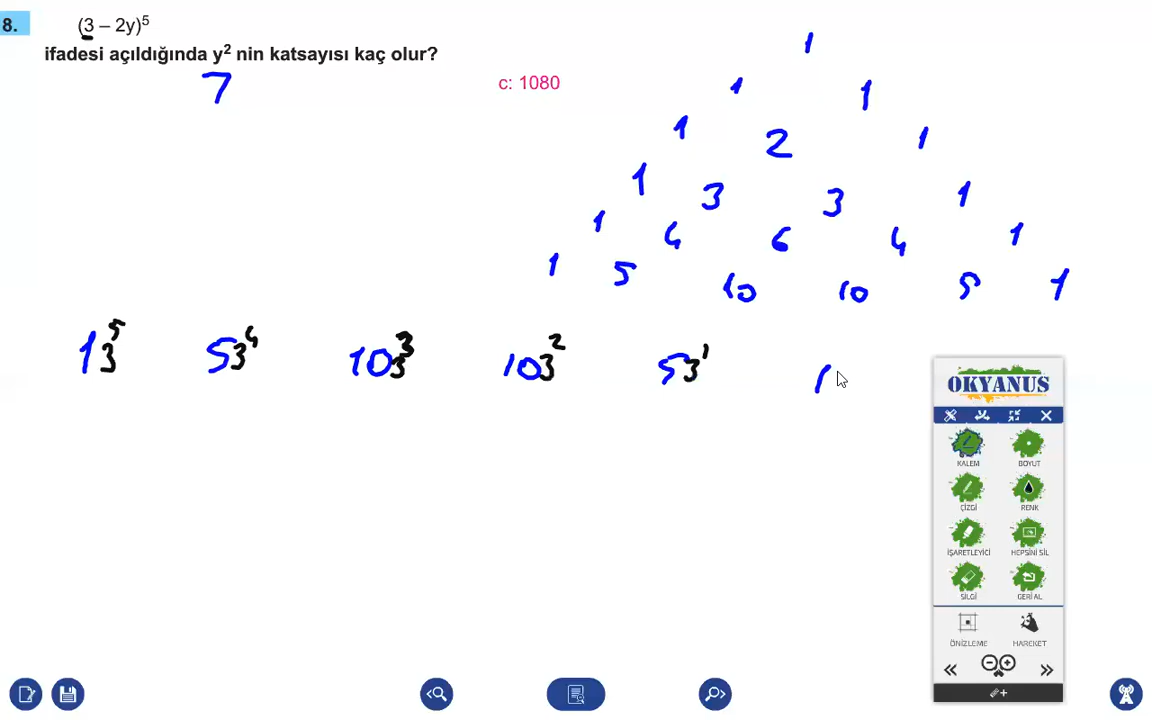 8. (3 – 2y)⁵
ifadesi açıldığında y² nin katsayısı kaç olur?
7
c: 1080
1
1 1
1 2 1
1 3 3 1
1 4 6 4 1
1 5 10 10 5 1
1 3⁵ 5 3⁴ 10 3³ 10 3² 5 3¹ 1
OKYANUS
KALEM BOYUT
ÇİZGİ RENK
İŞARETLEYİCİ HEPSİNİ SİL
SİLGİ GERİ AL
ÖNİZLEME HAREKET